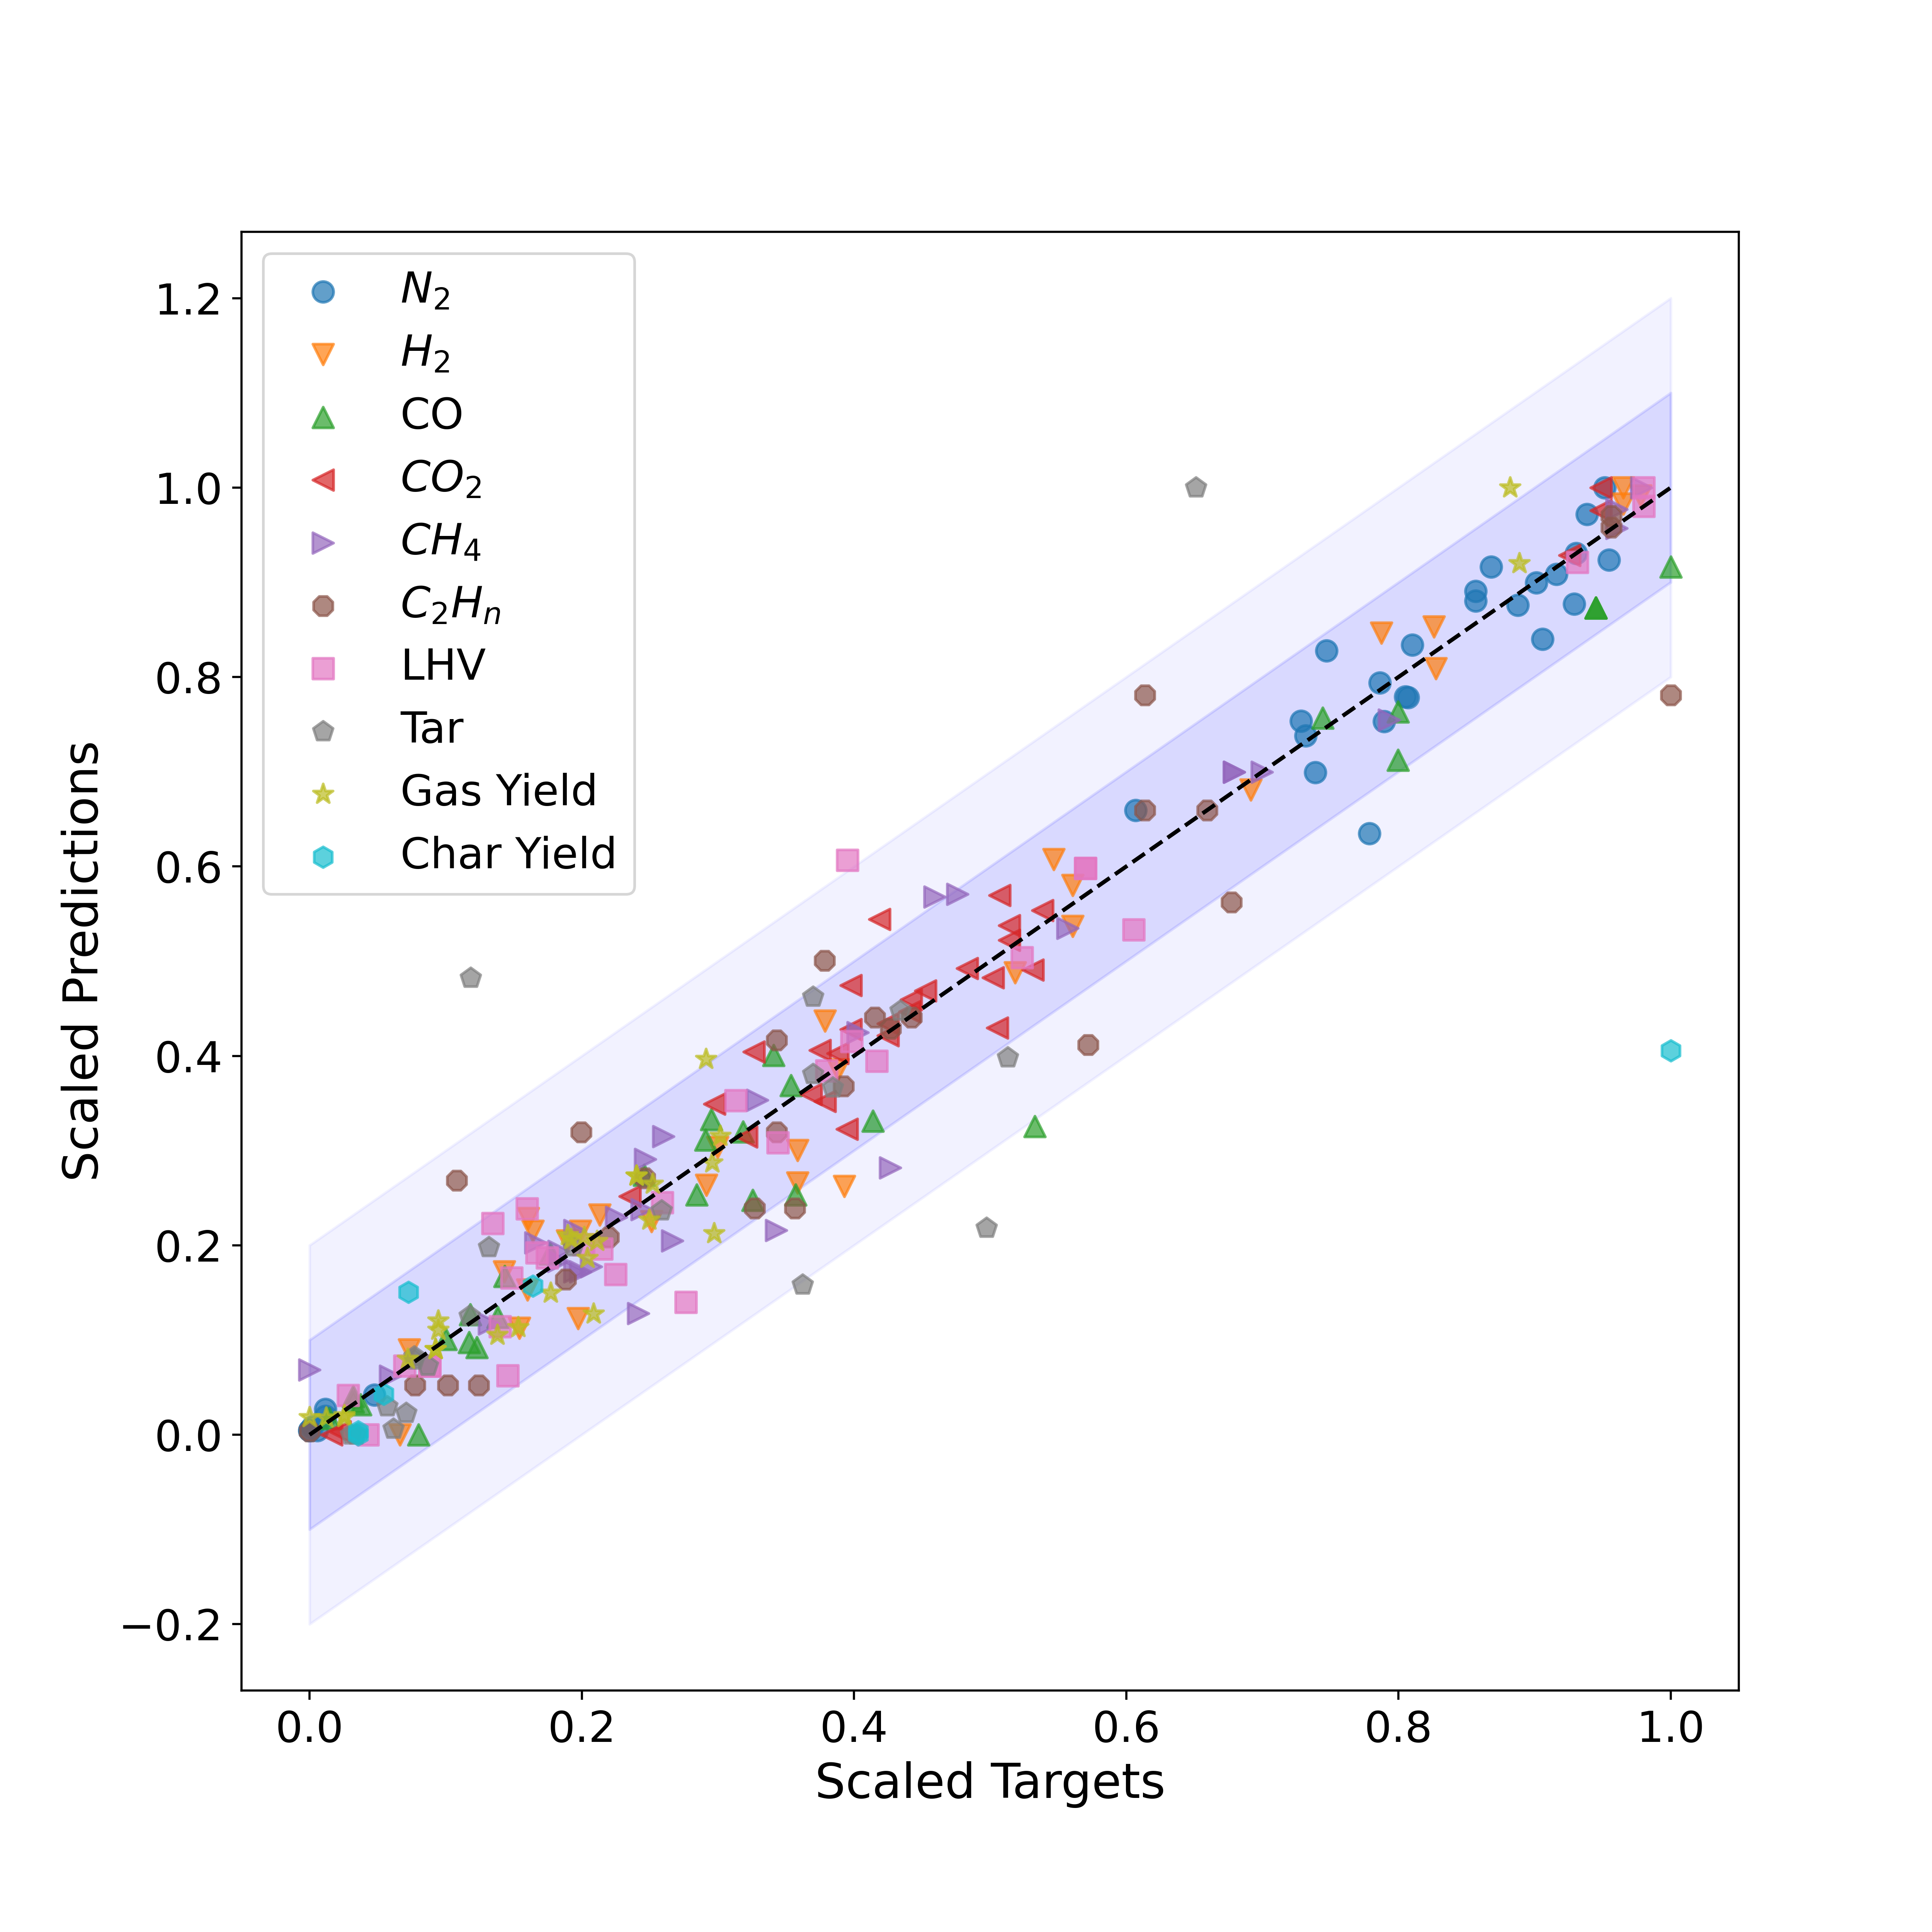 N₂
H₂
CO
CO₂
CH₄
C₂Hₙ
LHV
Tar
Gas Yield
Char Yield
1.2
1.0
0.8
0.6
0.4
0.2
0.0
−0.2
Scaled Predictions
0.0 0.2 0.4 0.6 0.8 1.0
Scaled Targets